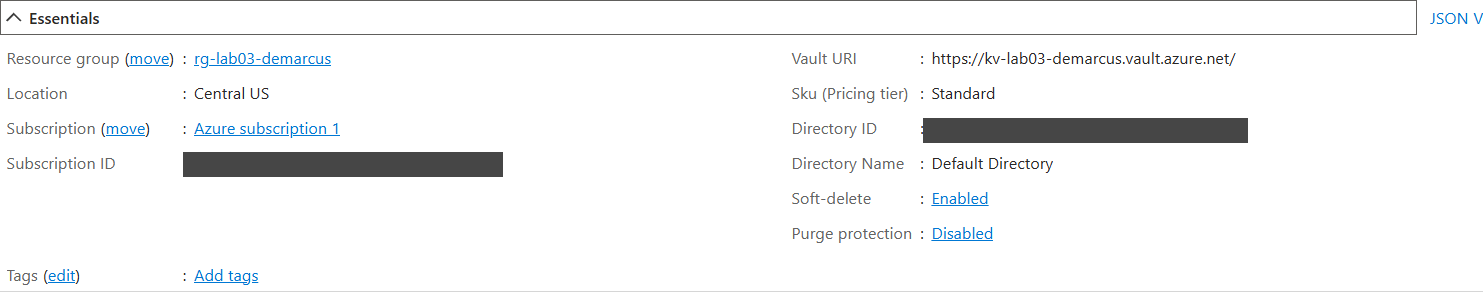 Essentials
JSON V
Resource group (move) : rg-lab03-demarcus
Location : Central US
Subscription (move) : Azure subscription 1
Subscription ID
Tags (edit) : Add tags
Vault URI : https://kv-lab03-demarcus.vault.azure.net/
Sku (Pricing tier) : Standard
Directory ID :
Directory Name : Default Directory
Soft-delete : Enabled
Purge protection : Disabled